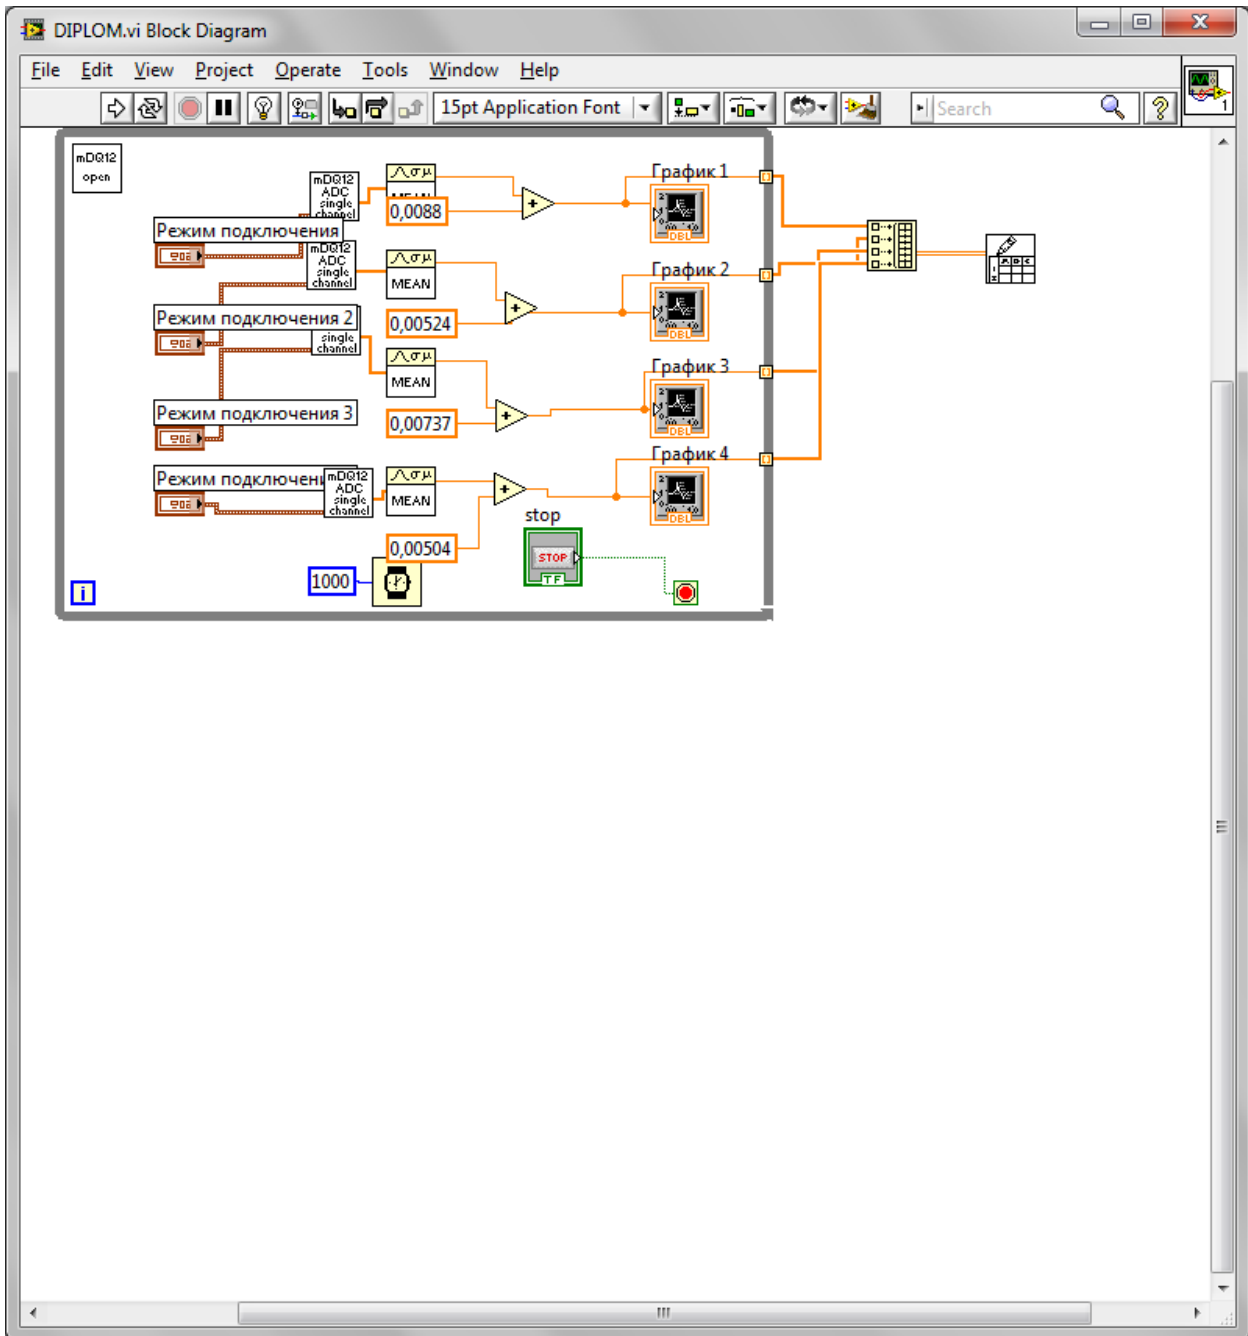 DIPLOM.vi Block Diagram
File Edit View Project Operate Tools Window Help
15pt Application Font
Search
1
mDQ12
open
mDQ12
ADC
single
channel
MEAN
0,0088
График 1
DBL
Режим подключения
mDQ12
ADC
single
channel
MEAN
0,00524
График 2
DBL
Режим подключения 2
single
channel
MEAN
0,00737
График 3
DBL
Режим подключения 3
Режим подключени
mDQ12
ADC
single
channel
MEAN
0,00504
График 4
DBL
stop
STOP
TF
1000
i